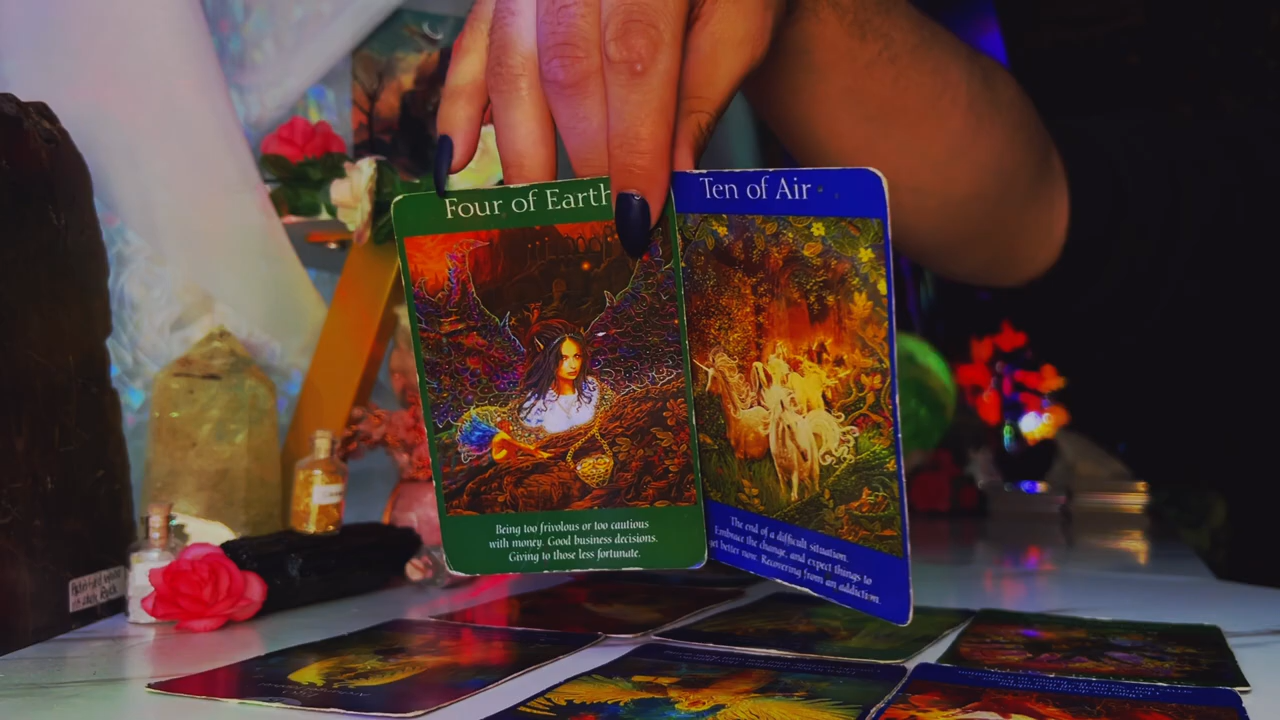 Four of Earth
Being too frivolous or too cautious
with money. Good business decisions.
Giving to those less fortunate.
Ten of Air
The end of a difficult situation.
Embrace the change, and expect things to
get better now. Recovering from an addiction.